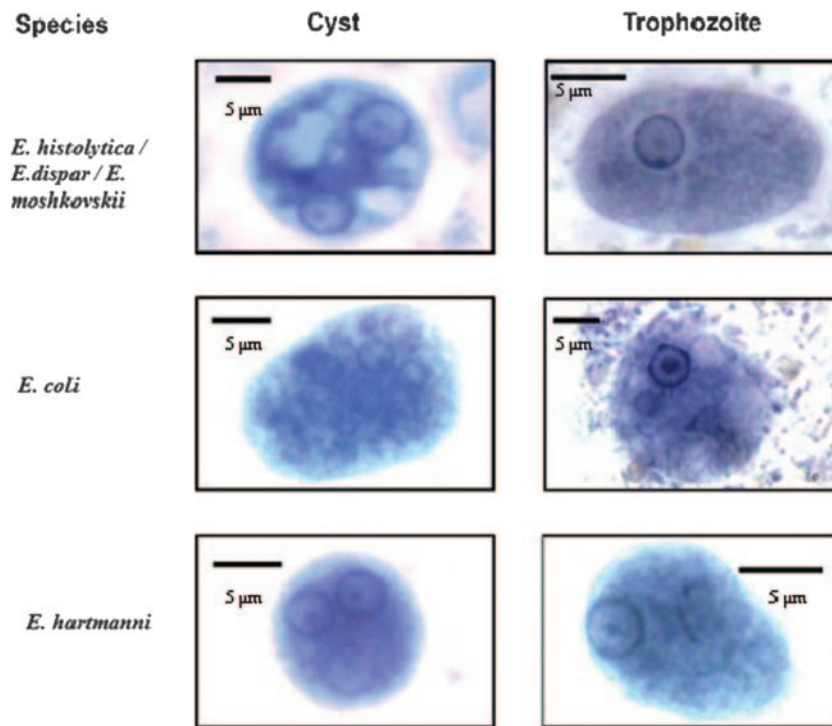 Species Cyst Trophozoite
5 μm 5 μm
E. histolytica /
E.dispar / E.
moshkovskii
5 μm 5 μm
E. coli
5 μm 5 μm
E. hartmanni